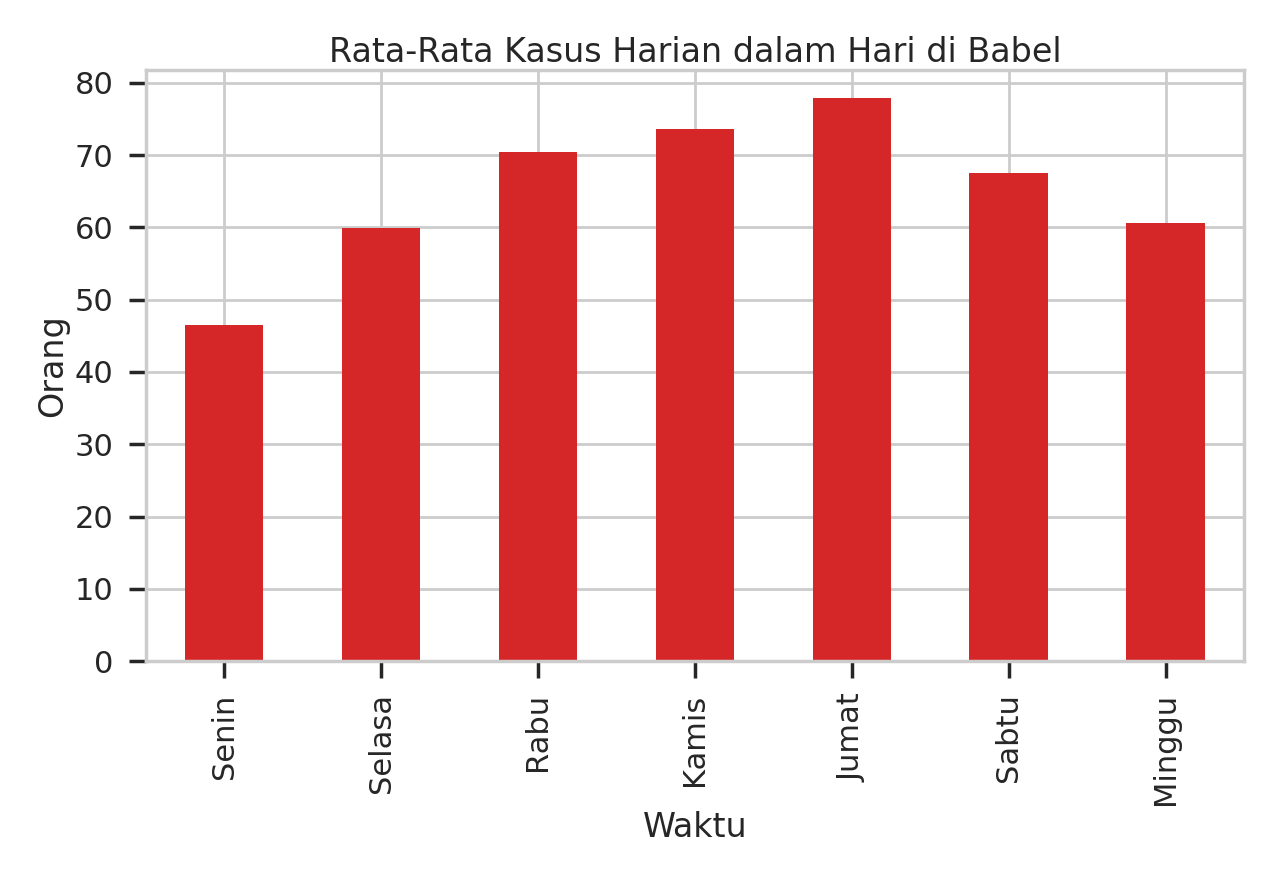 Rata-Rata Kasus Harian dalam Hari di Babel
80
70
60
50
40
30
20
10
0
Orang
Senin
Selasa
Rabu
Kamis
Jumat
Sabtu
Minggu
Waktu